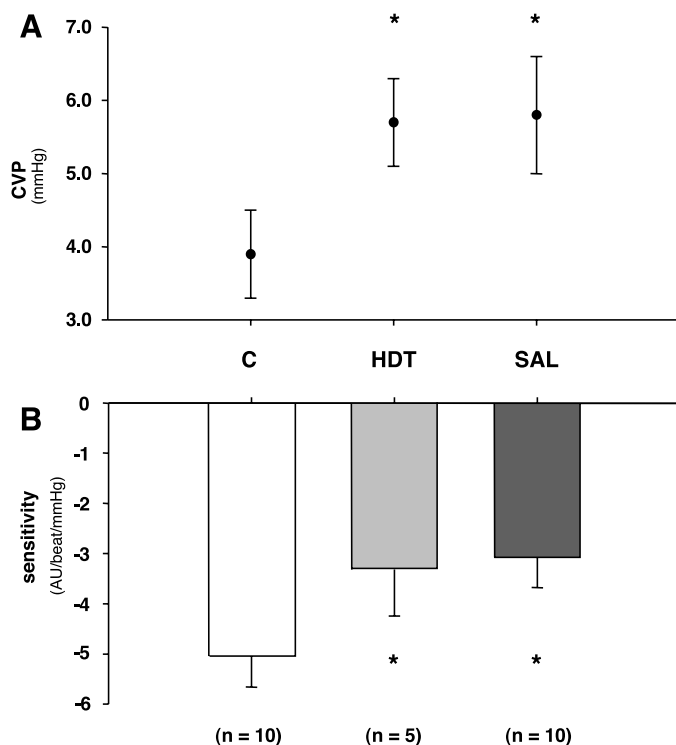 A
7.0
*
*
6.0
5.0
4.0
3.0
CVP
(mmHg)
C HDT SAL
B
0
-1
-2
-3
-4
-5
-6
sensitivity
(AU/beat/mmHg)
*
*
(n = 10) (n = 5) (n = 10)